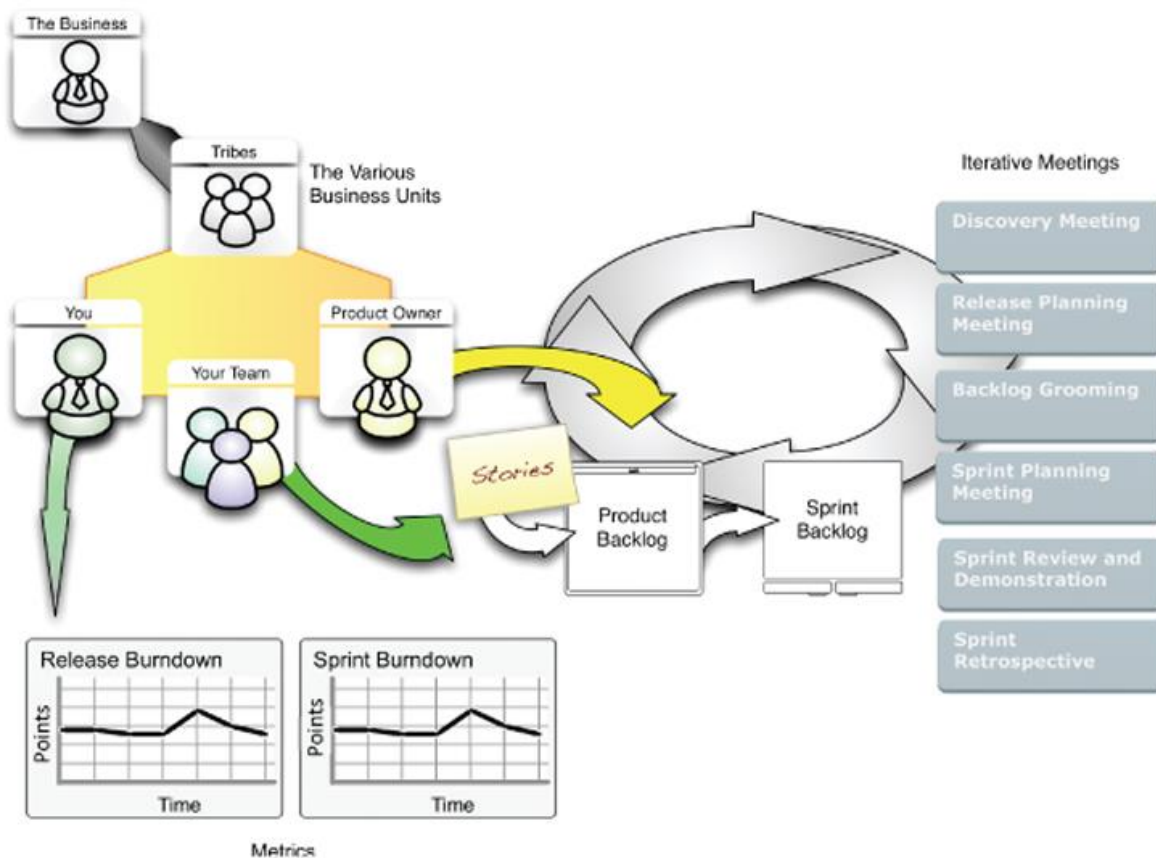 The Business
Tribes
The Various
Business Units
You
Your Team
Product Owner
Stories
Product
Backlog
Sprint
Backlog
Iterative Meetings
Discovery Meeting
Release Planning
Meeting
Backlog Grooming
Sprint Planning
Meeting
Sprint Review and
Demonstration
Sprint
Retrospective
Release Burndown
Points
Time
Sprint Burndown
Points
Time
Metrics